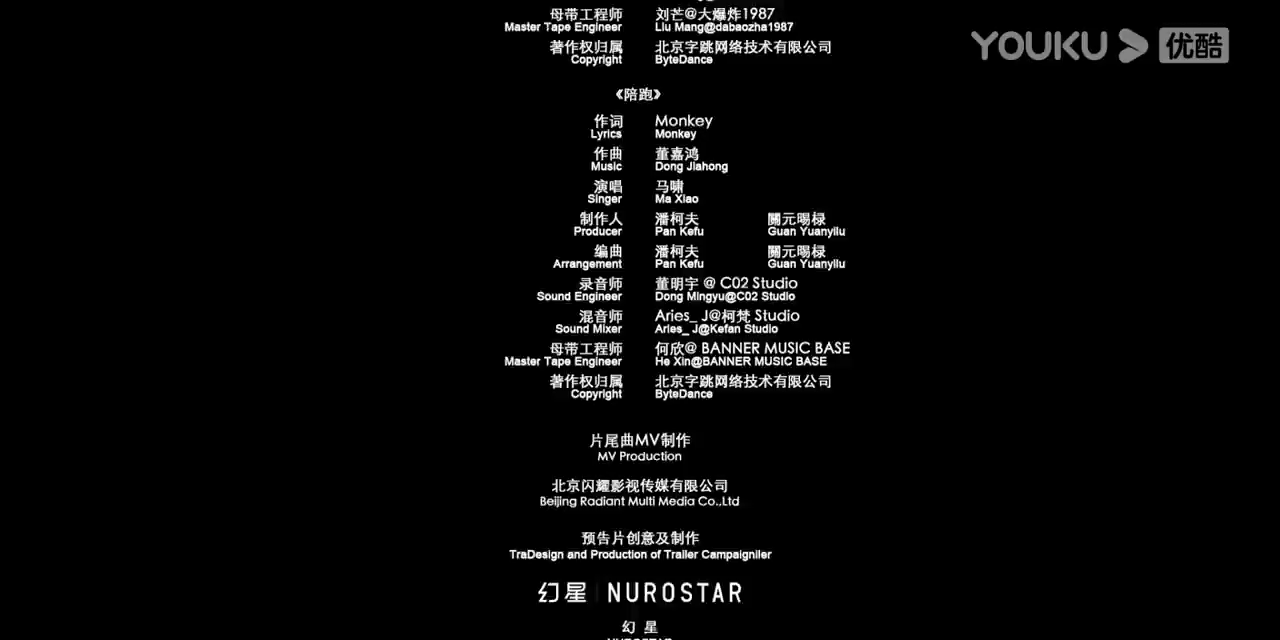 母带工程师 刘芒@大爆炸1987
Master Tape Engineer Liu Mang@dabaozha1987
著作权归属 北京字跳网络技术有限公司
Copyright ByteDance
YOUKU 优酷
《陪跑》
作词 Monkey
Lyrics Monkey
作曲 董嘉鸿
Music Dong Jiahong
演唱 马啸
Singer Ma Xiao
制作人 潘柯夫 關元晹椂
Producer Pan Kefu Guan Yuanyilu
编曲 潘柯夫 關元晹椂
Arrangement Pan Kefu Guan Yuanyilu
录音师 董明宇 @ C02 Studio
Sound Engineer Dong Mingyu@C02 Studio
混音师 Aries_ J@柯梵 Studio
Sound Mixer Aries_ J@Kefan Studio
母带工程师 何欣@ BANNER MUSIC BASE
Master Tape Engineer He Xin@BANNER MUSIC BASE
著作权归属 北京字跳网络技术有限公司
Copyright ByteDance
片尾曲MV制作
MV Production
北京闪耀影视传媒有限公司
Beijing Radiant Multi Media Co.,Ltd
预告片创意及制作
TraDesign and Production of Trailer Campaignller
幻星 NUROSTAR
幻 星